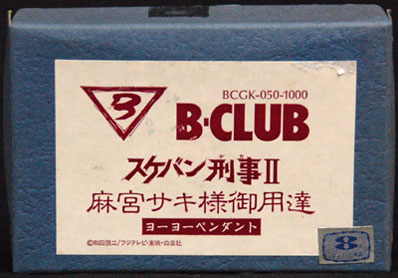 BCGK-050-1000
B-CLUB
スケバン刑事II
麻宮サキ様御用達
ヨーヨーペンダント
©和田慎二/フジテレビ・東映・白泉社
8